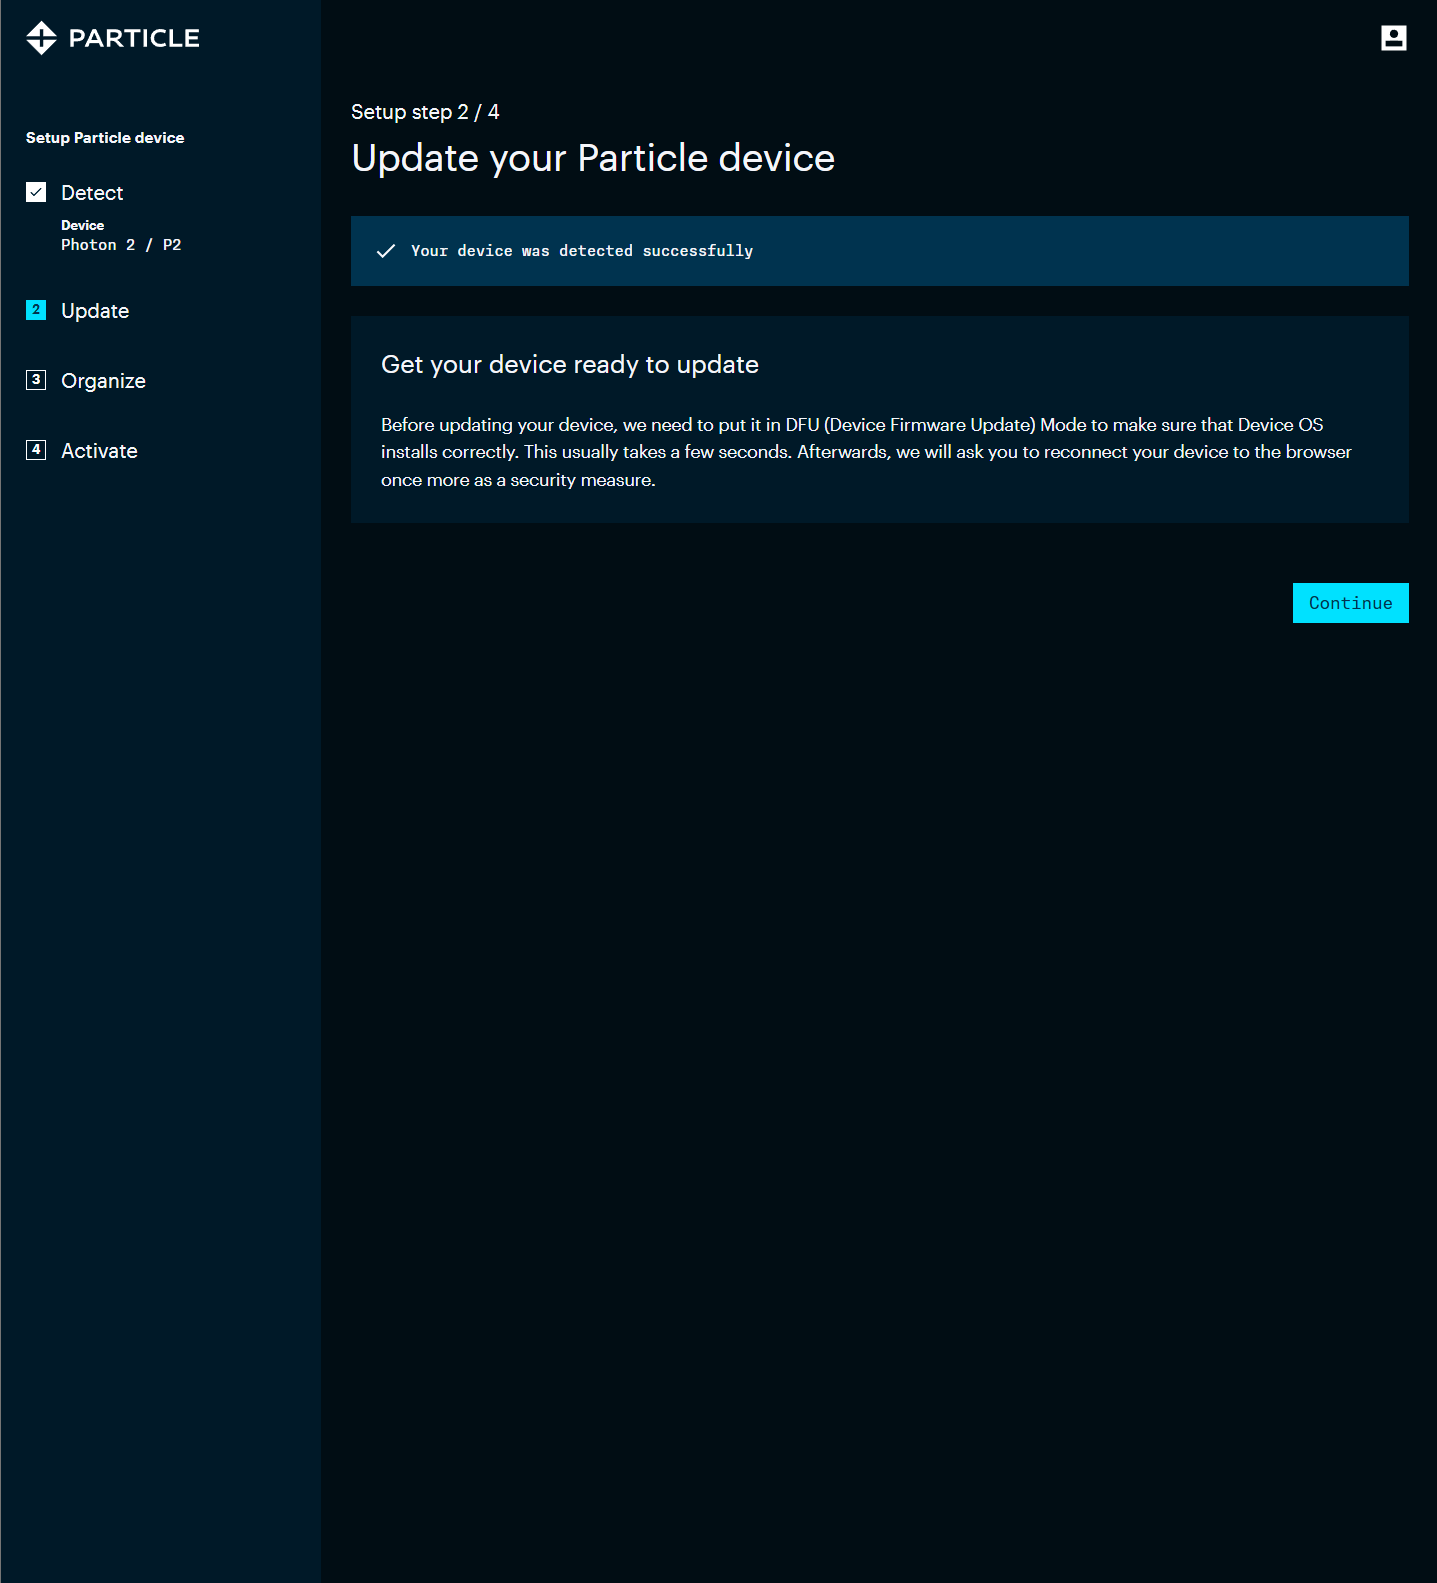 PARTICLE
Setup Particle device
Detect
Device
Photon 2 / P2
2 Update
3 Organize
4 Activate
Setup step 2 / 4
Update your Particle device
Your device was detected successfully
Get your device ready to update
Before updating your device, we need to put it in DFU (Device Firmware Update) Mode to make sure that Device OS
installs correctly. This usually takes a few seconds. Afterwards, we will ask you to reconnect your device to the browser
once more as a security measure.
Continue